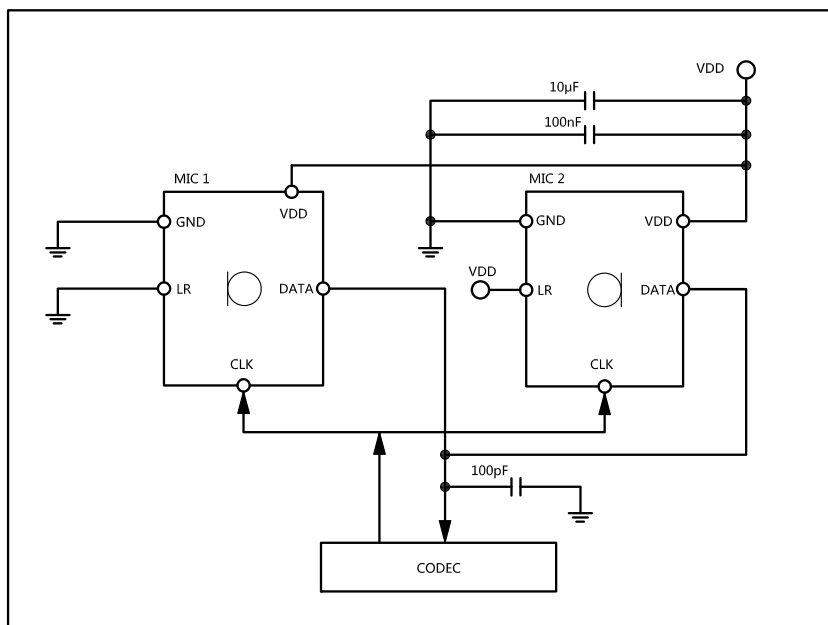 VDD
10µF
100nF
MIC 1
MIC 2
VDD
GND
GND
VDD
VDD
LR
DATA
LR
DATA
CLK
CLK
100pF
CODEC